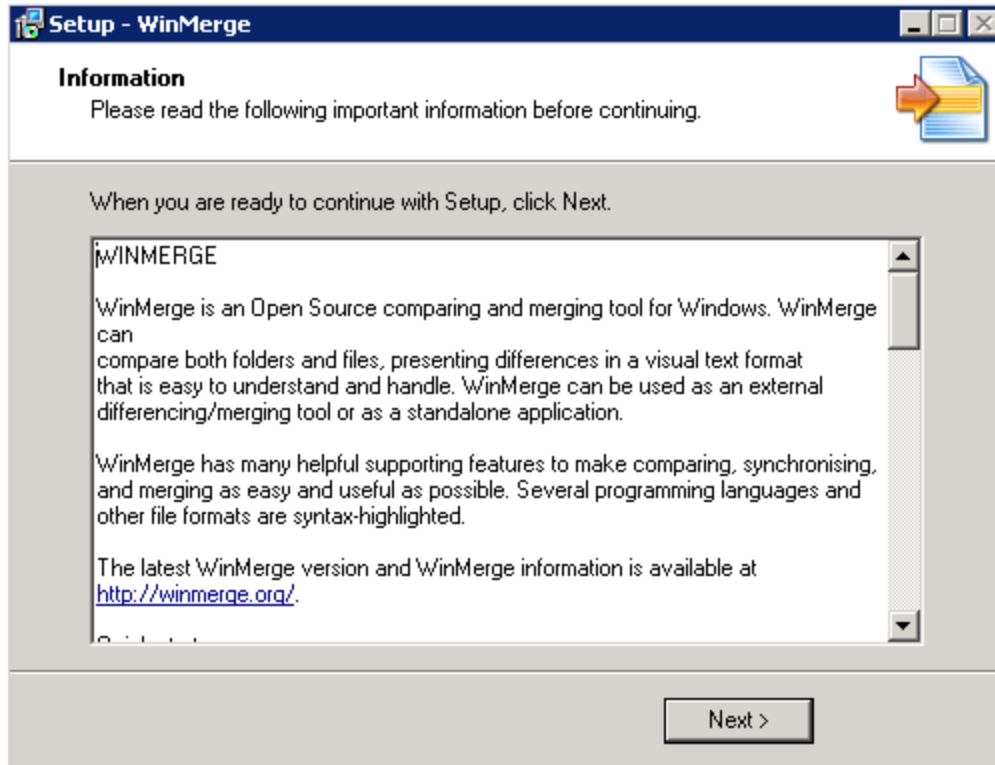 Setup - WinMerge
Information
Please read the following important information before continuing.
When you are ready to continue with Setup, click Next.
WINMERGE
WinMerge is an Open Source comparing and merging tool for Windows. WinMerge
can
compare both folders and files, presenting differences in a visual text format
that is easy to understand and handle. WinMerge can be used as an external
differencing/merging tool or as a standalone application.
WinMerge has many helpful supporting features to make comparing, synchronising,
and merging as easy and useful as possible. Several programming languages and
other file formats are syntax-highlighted.
The latest WinMerge version and WinMerge information is available at
http://winmerge.org/.
Next >